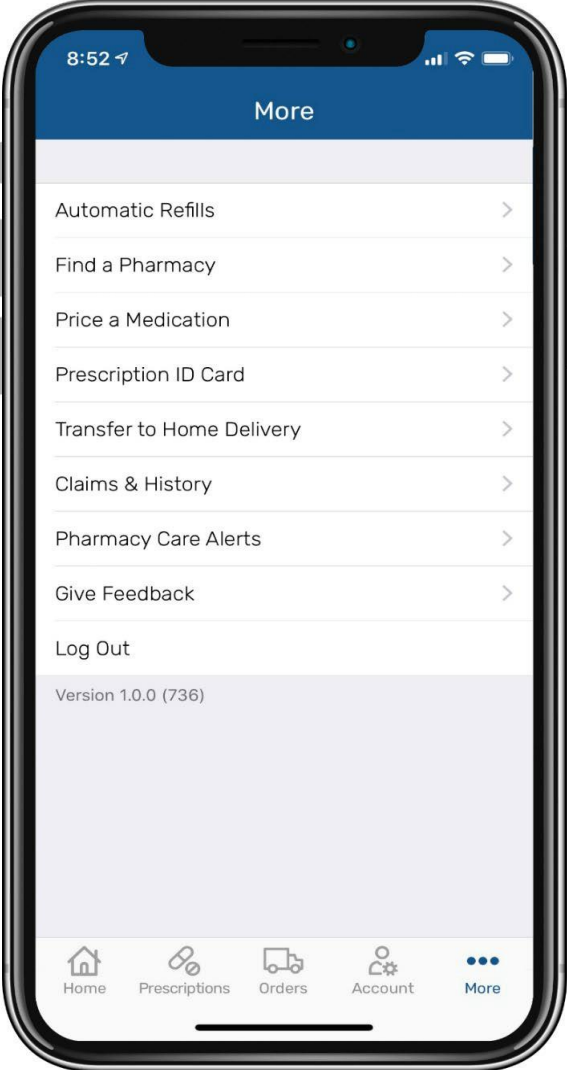 8:52
More
Automatic Refills
Find a Pharmacy
Price a Medication
Prescription ID Card
Transfer to Home Delivery
Claims & History
Pharmacy Care Alerts
Give Feedback
Log Out
Version 1.0.0 (736)
Home Prescriptions Orders Account More